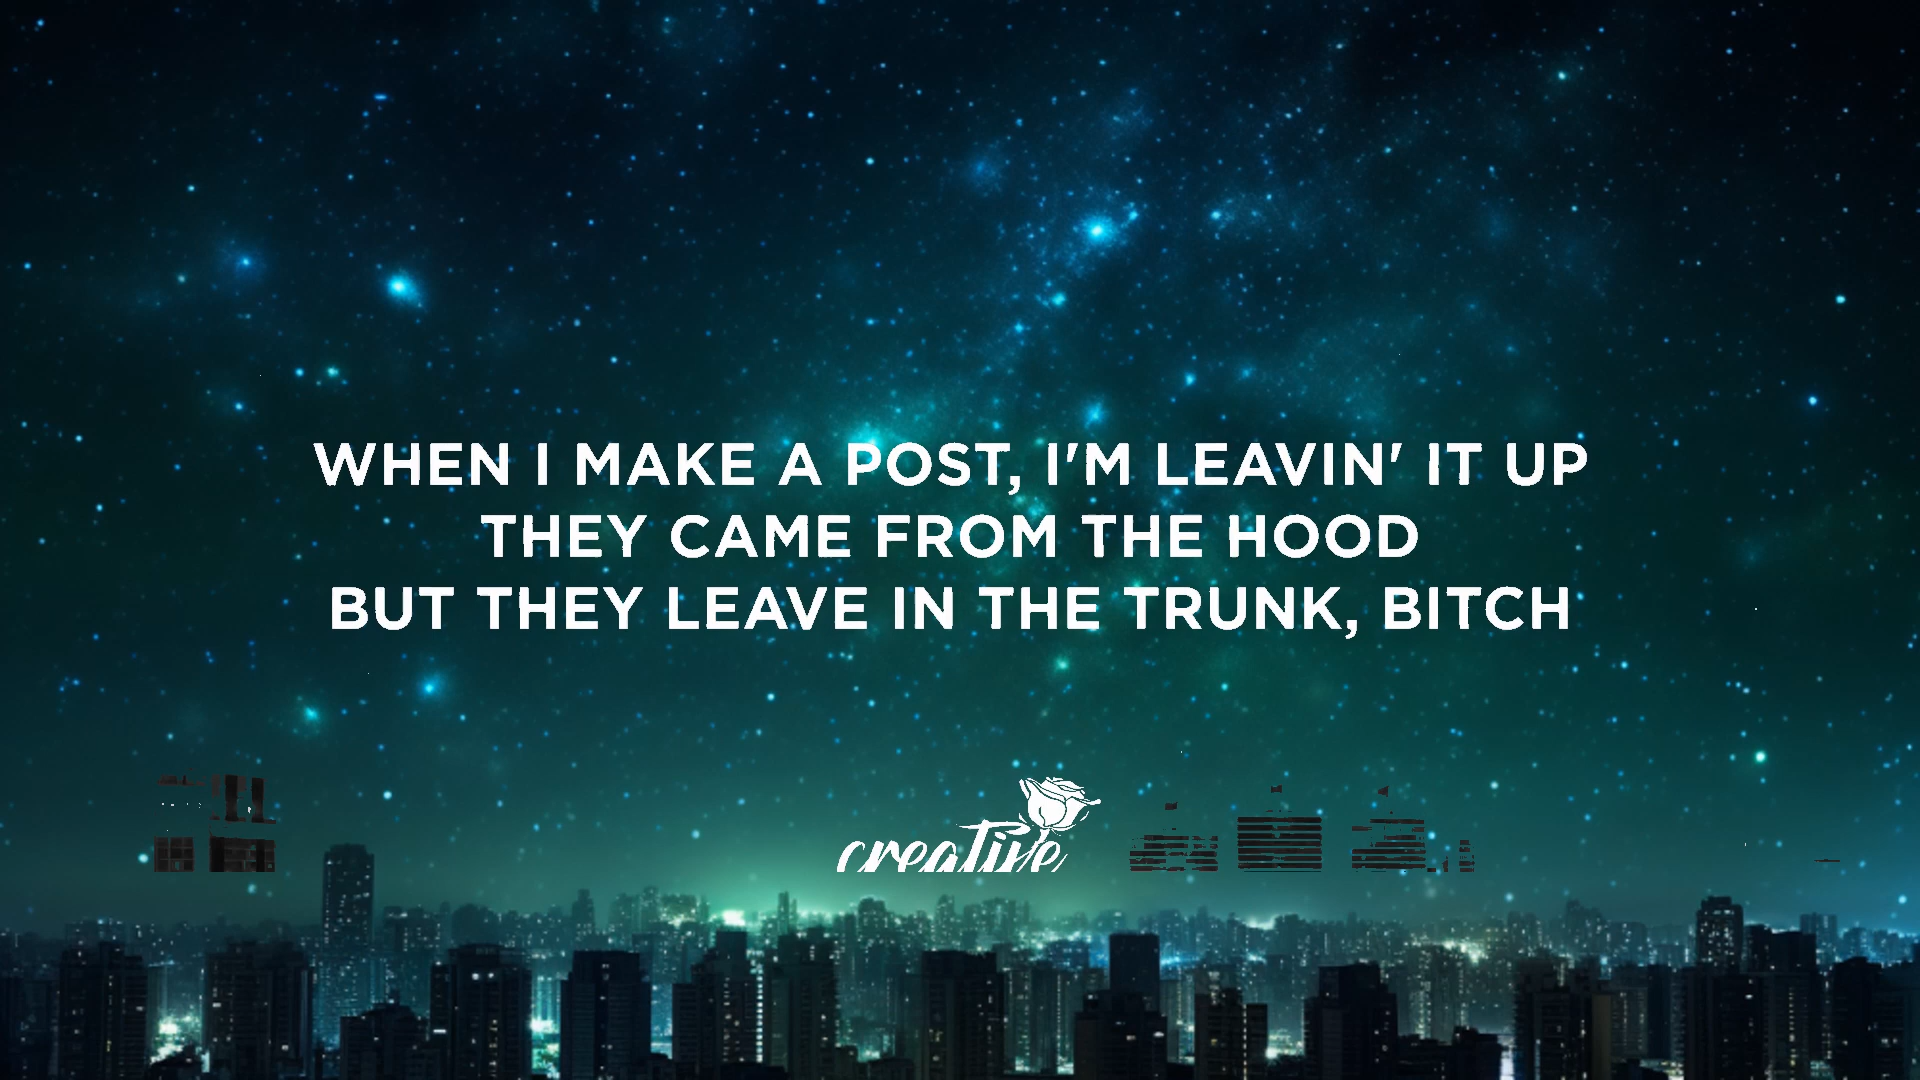 WHEN I MAKE A POST, I'M LEAVIN' IT UP
THEY CAME FROM THE HOOD
BUT THEY LEAVE IN THE TRUNK, BITCH
creative